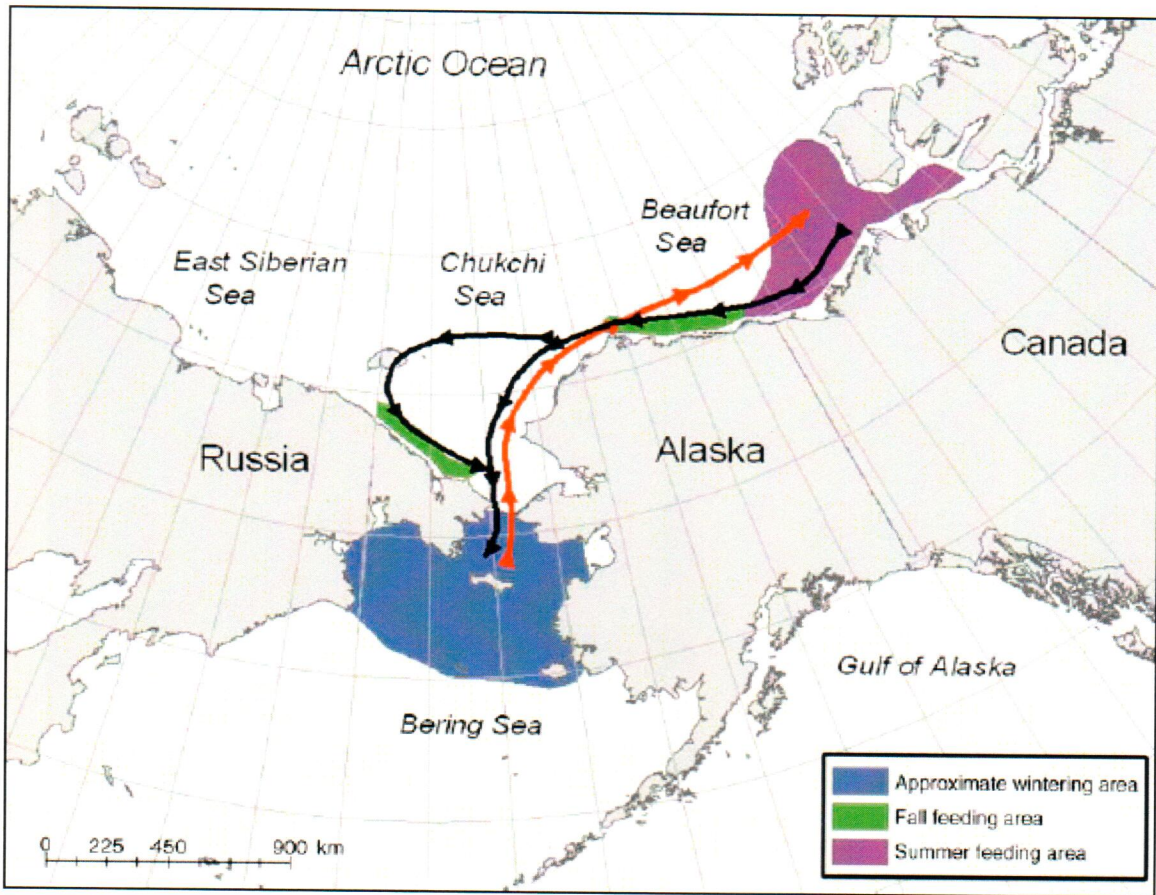 Arctic Ocean
Beaufort
Sea
East Siberian
Sea
Chukchi
Sea
Canada
Russia
Alaska
Gulf of Alaska
Bering Sea
Approximate wintering area
Fall feeding area
Summer feeding area
0 225 450 900 km